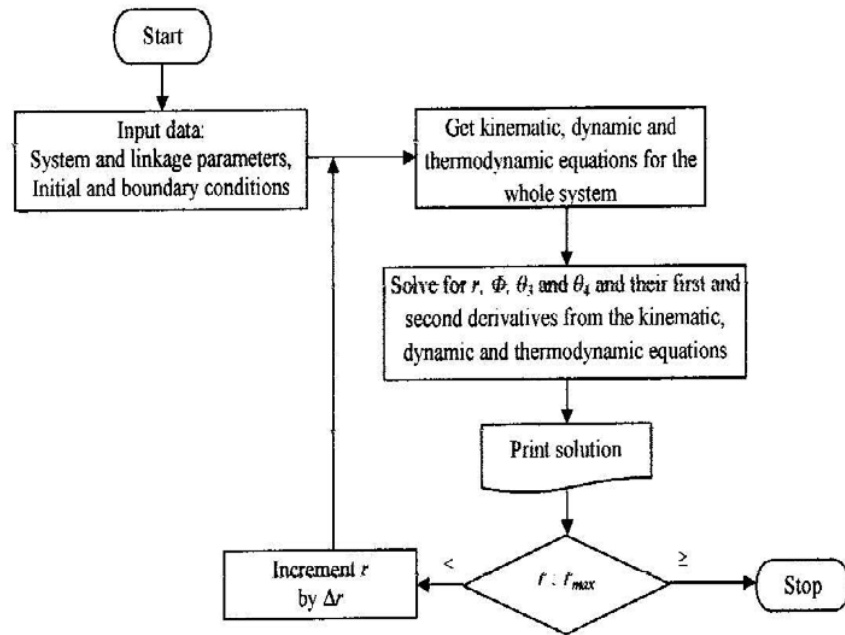 Start
Input data:
System and linkage parameters,
Initial and boundary conditions
Get kinematic, dynamic and
thermodynamic equations for the
whole system
Solve for r, Φ, θ₃ and θ₄ and their first and
second derivatives from the kinematic,
dynamic and thermodynamic equations
Print solution
< r : r_max ≥
Increment r
by Δr
Stop